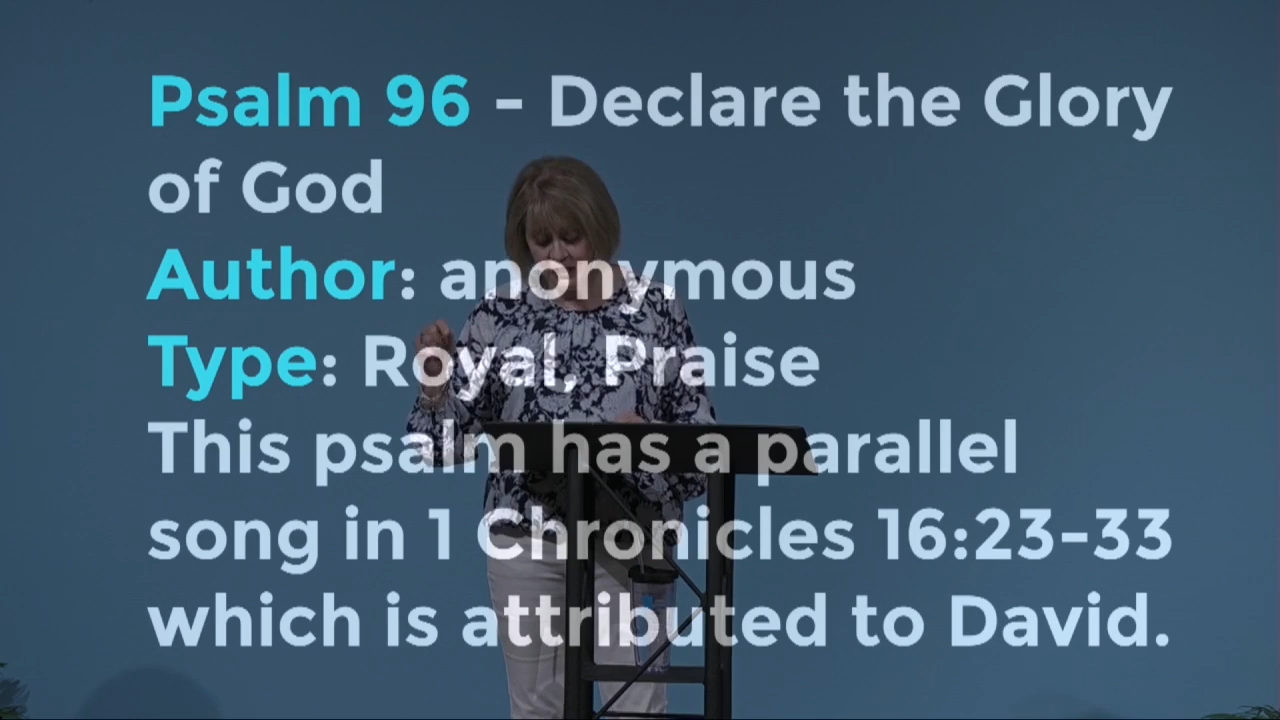 Psalm 96 - Declare the Glory
of God
Author: anonymous
Type: Royal, Praise
This psalm has a parallel
song in 1 Chronicles 16:23-33
which is attributed to David.